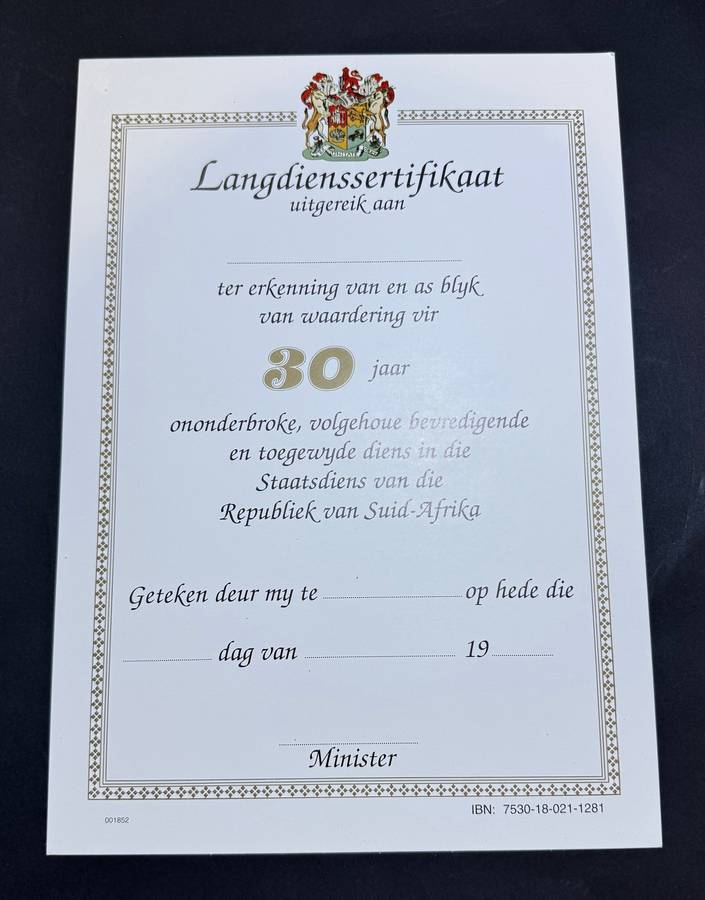 Langdienssertifikaat
uitgereik aan
ter erkenning van en as blyk
van waardering vir
30 jaar
ononderbroke, volgehoue bevredigende
en toegewyde diens in die
Staatsdiens van die
Republiek van Suid-Afrika
Geteken deur my te ........................ op hede die
................ dag van ........................ 19 ............
Minister
IBN: 7530-18-021-1281
001852